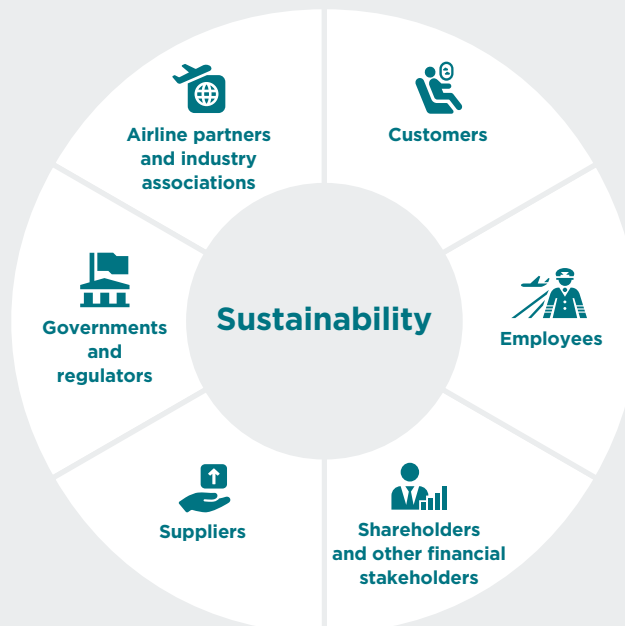 Airline partners
and industry
associations
Customers
Governments
and
regulators
Sustainability
Employees
Suppliers
Shareholders
and other financial
stakeholders